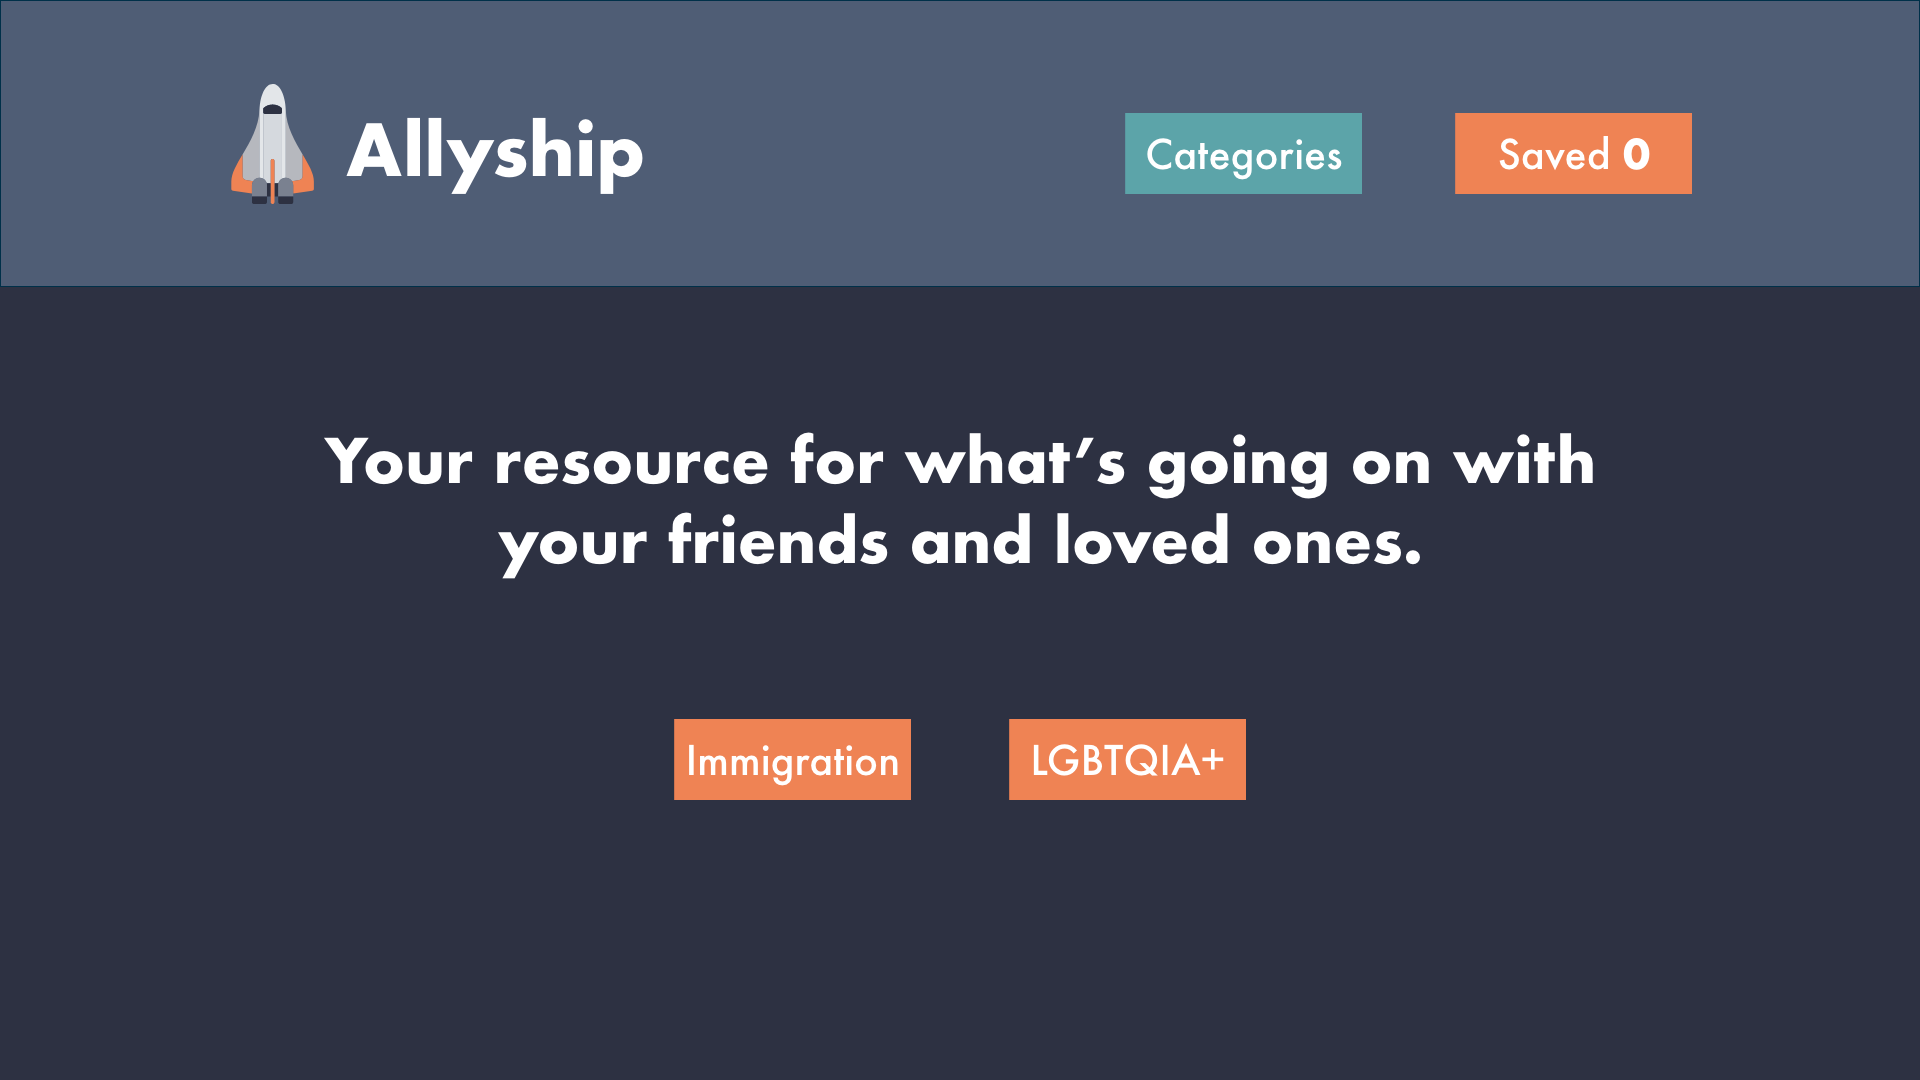 Allyship
Categories
Saved 0
Your resource for what’s going on with
your friends and loved ones.
Immigration
LGBTQIA+